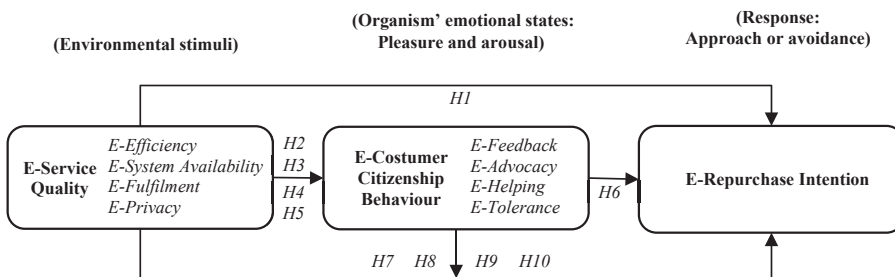 (Environmental stimuli)
(Organism’ emotional states:
Pleasure and arousal)
(Response:
Approach or avoidance)
H1
E-Service
Quality
E-Efficiency
E-System Availability
E-Fulfilment
E-Privacy
H2
H3
H4
H5
E-Costumer
Citizenship
Behaviour
E-Feedback
E-Advocacy
E-Helping
E-Tolerance
H6
E-Repurchase Intention
H7 H8 H9 H10